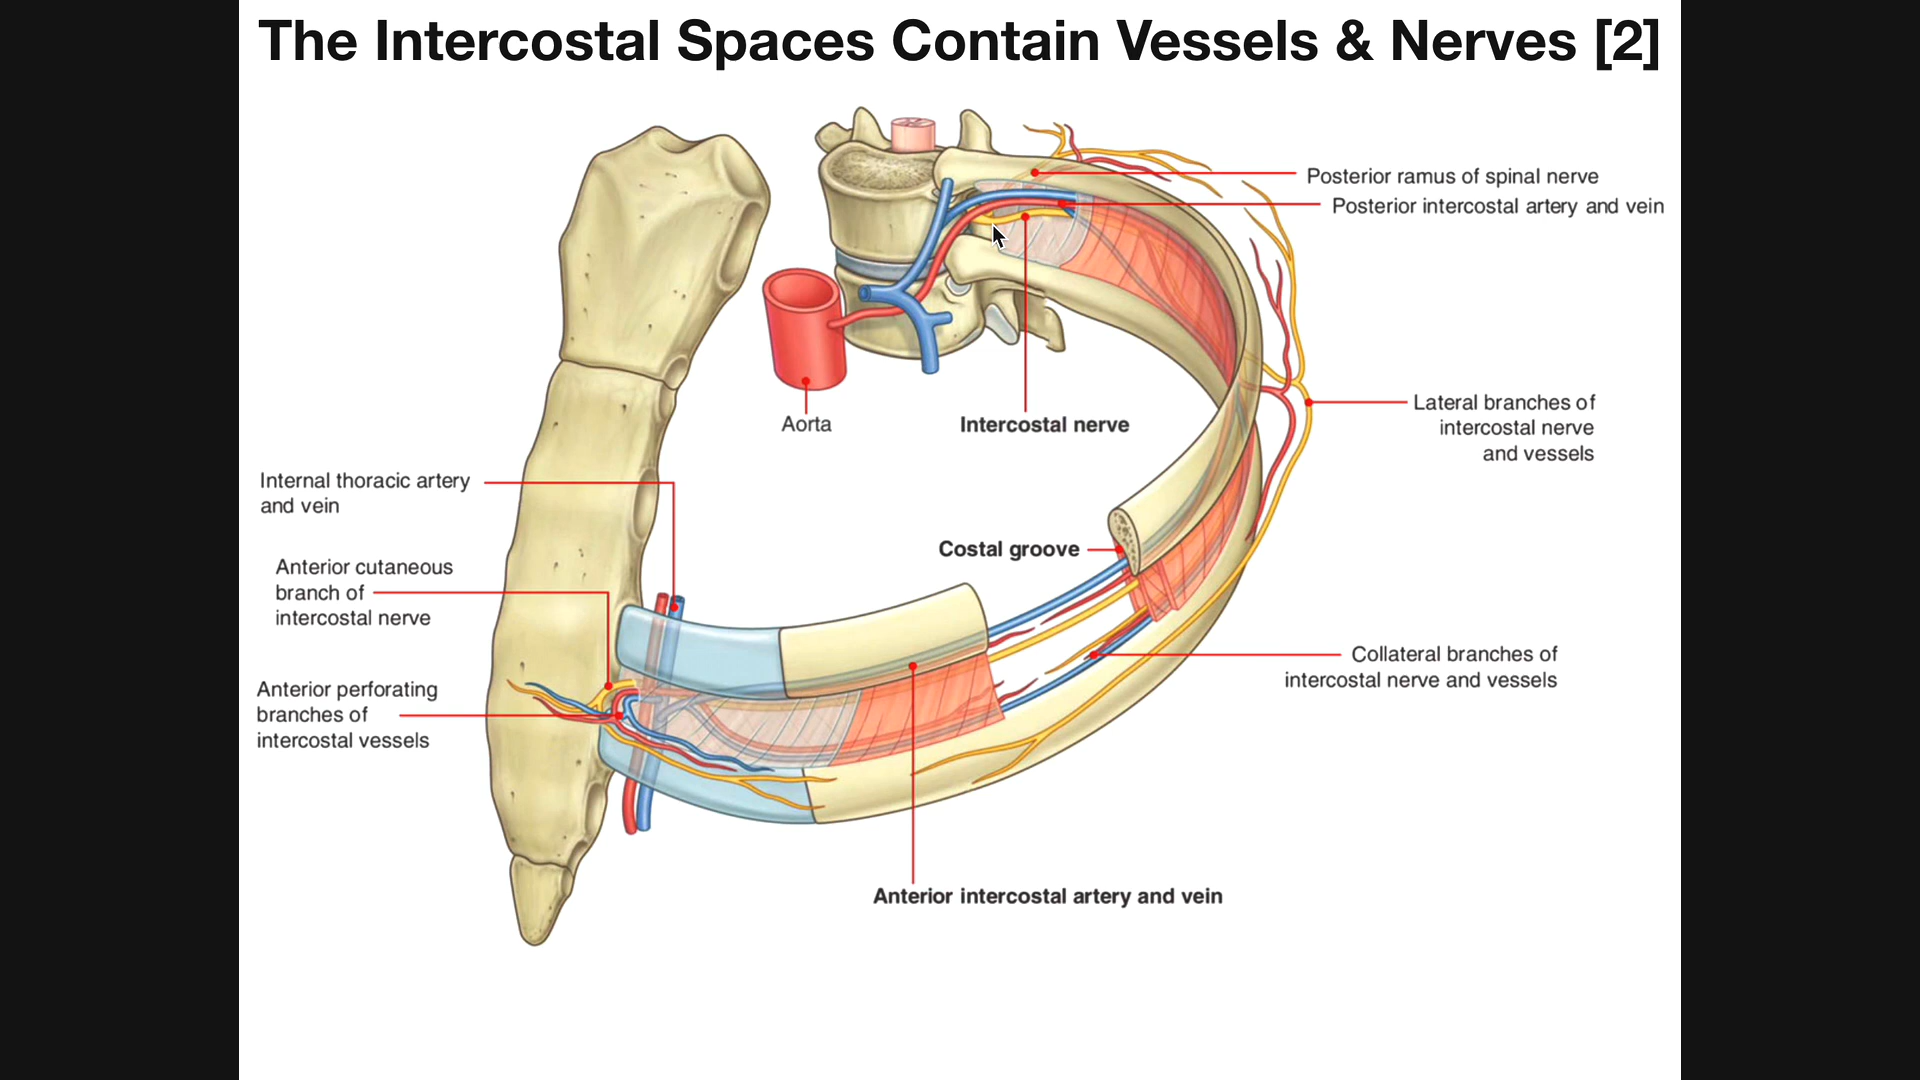 The Intercostal Spaces Contain Vessels & Nerves [2]
Posterior ramus of spinal nerve
Posterior intercostal artery and vein
Aorta
Intercostal nerve
Lateral branches of
intercostal nerve
and vessels
Internal thoracic artery
and vein
Costal groove
Anterior cutaneous
branch of
intercostal nerve
Collateral branches of
intercostal nerve and vessels
Anterior perforating
branches of
intercostal vessels
Anterior intercostal artery and vein